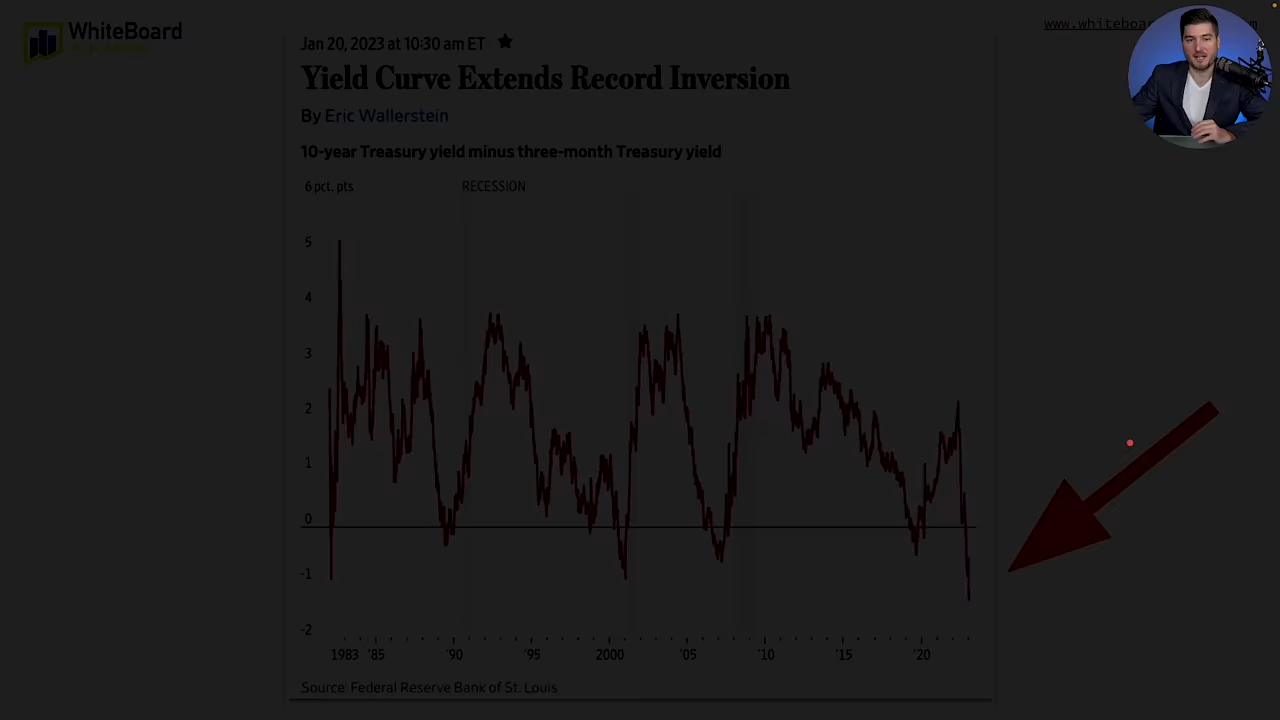 WhiteBoard
Jan 20, 2023 at 10:30 am ET ★
Yield Curve Extends Record Inversion
By Eric Wallerstein
10-year Treasury yield minus three-month Treasury yield
6 pct. pts
RECESSION
5
4
3
2
1
0
-1
-2
1983 '85 '90 '95 2000 '05 '10 '15 '20
Source: Federal Reserve Bank of St. Louis